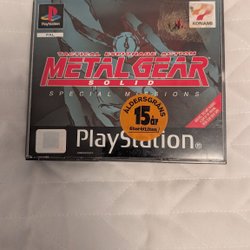 PAL
KONAMI
TACTICAL ESPIONAGE ACTION
METAL GEAR
SOLID
SPECIAL MISSIONS
ÅLDERSGRÄNS
15
år
PlayStation